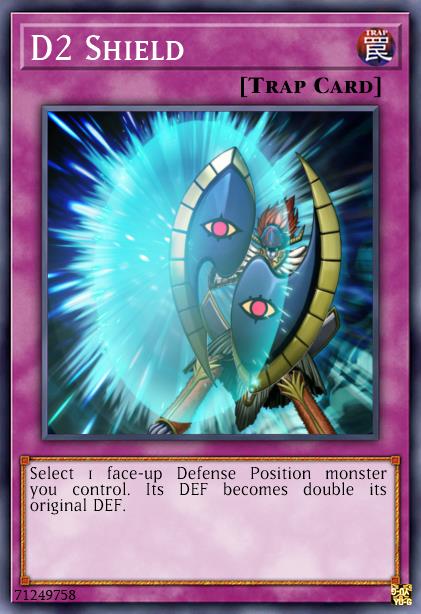 D2 Shield
TRAP
罠
[Trap Card]
Select 1 face-up Defense Position monster
you control. Its DEF becomes double its
original DEF.
71249758